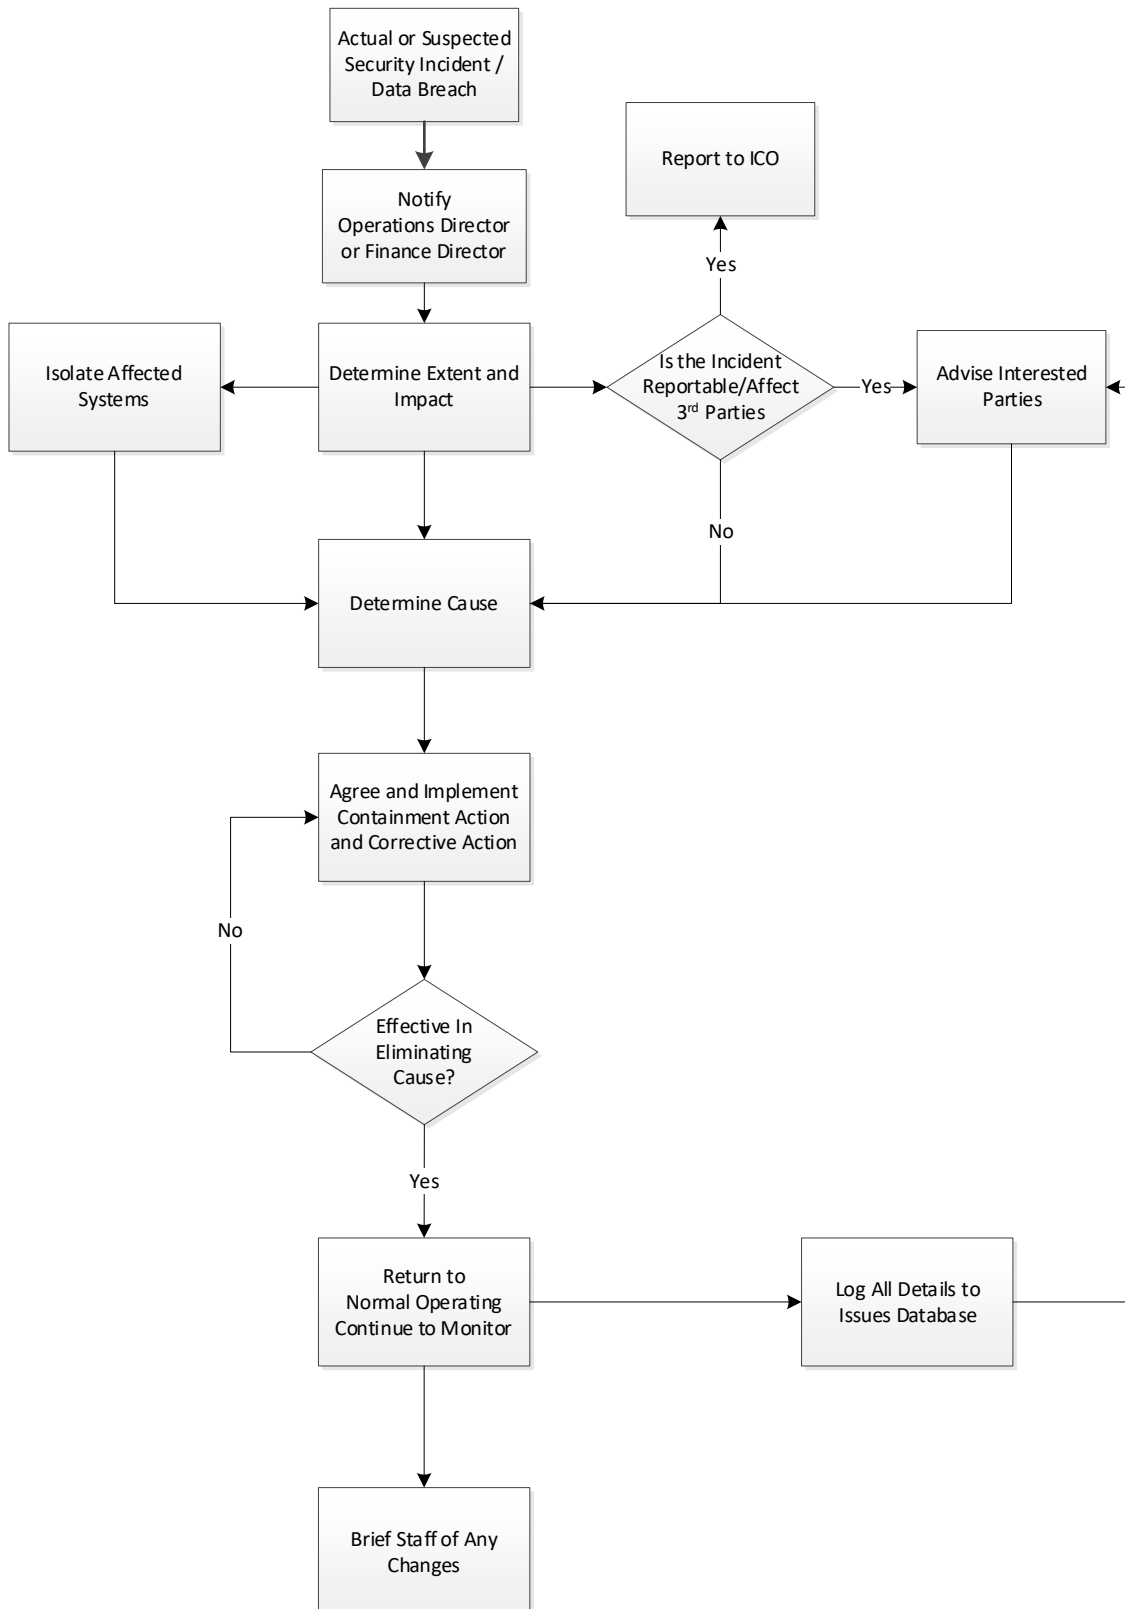 Actual or Suspected
Security Incident /
Data Breach
Report to ICO
Notify
Operations Director
or Finance Director
Yes
Isolate Affected
Systems
Determine Extent and
Impact
Is the Incident
Reportable/Affect
3rd Parties
Yes
Advise Interested
Parties
No
Determine Cause
Agree and Implement
Containment Action
and Corrective Action
No
Effective In
Eliminating
Cause?
Yes
Return to
Normal Operating
Continue to Monitor
Log All Details to
Issues Database
Brief Staff of Any
Changes